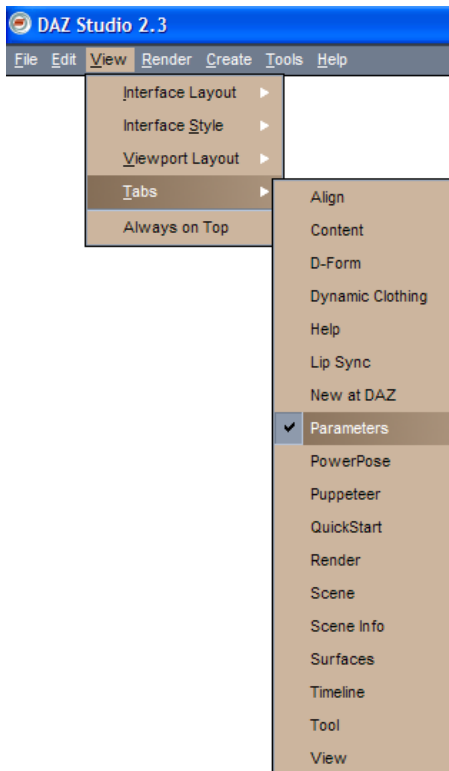 DAZ Studio 2.3
File Edit View Render Create Tools Help
Interface Layout
Interface Style
Viewport Layout
Tabs
Always on Top
Align
Content
D-Form
Dynamic Clothing
Help
Lip Sync
New at DAZ
Parameters
PowerPose
Puppeteer
QuickStart
Render
Scene
Scene Info
Surfaces
Timeline
Tool
View